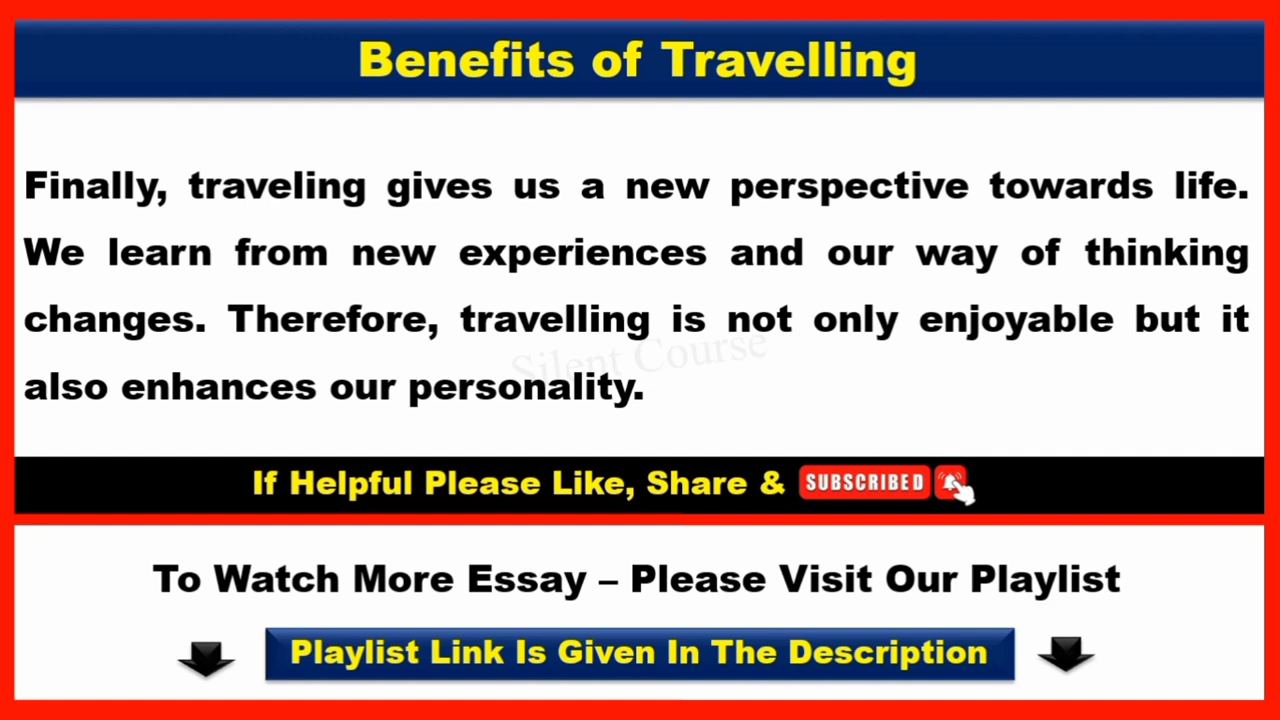 Benefits of Travelling
Finally, traveling gives us a new perspective towards life.
We learn from new experiences and our way of thinking
changes. Therefore, travelling is not only enjoyable but it
Silent Course
also enhances our personality.
If Helpful Please Like, Share & SUBSCRIBED
To Watch More Essay – Please Visit Our Playlist
Playlist Link Is Given In The Description